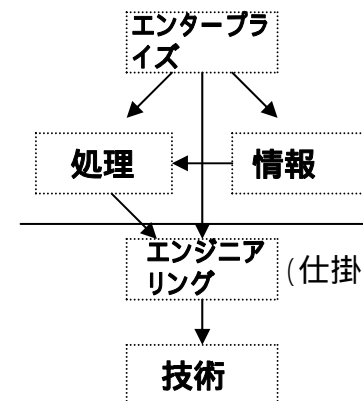 エンタープラ
イズ
処理
情報
エンジニア
リング
(仕掛
技術